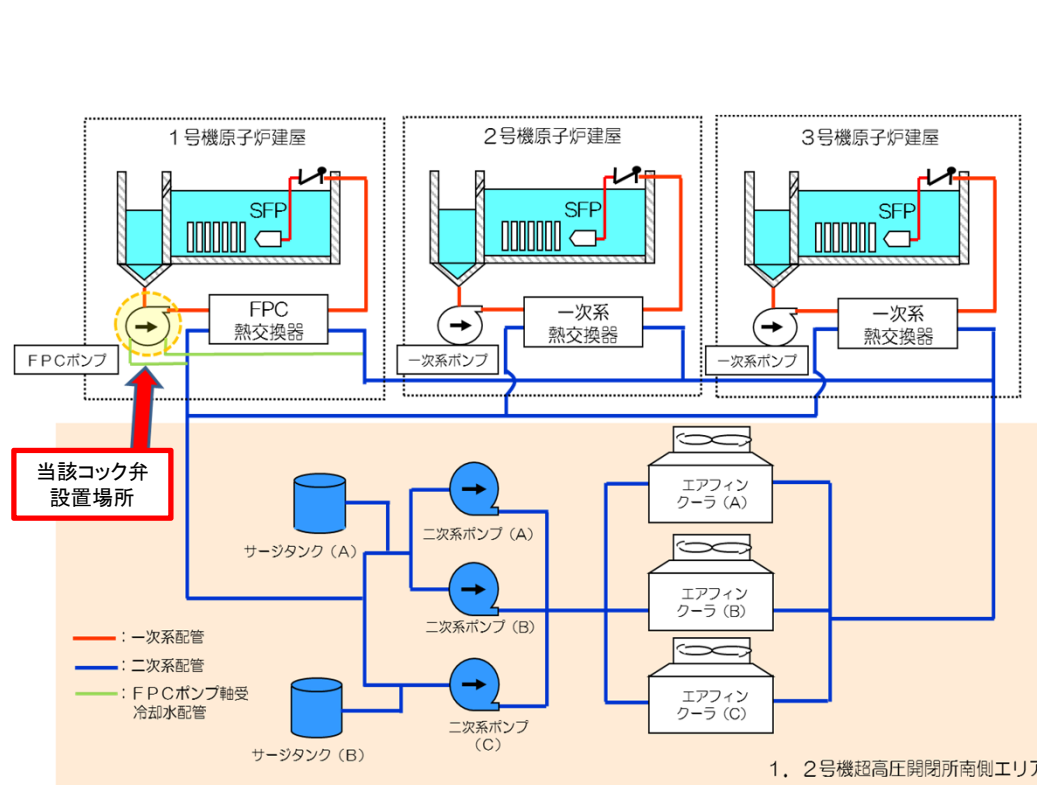 1号機原子炉建屋
2号機原子炉建屋
3号機原子炉建屋
SFP
SFP
SFP
FPC
熱交換器
一次系
熱交換器
一次系
熱交換器
FPCポンプ
一次系ポンプ
一次系ポンプ
当該コック弁
設置場所
サージタンク(A)
二次系ポンプ(A)
エアフィン
クーラ(A)
二次系ポンプ(B)
エアフィン
クーラ(B)
:一次系配管
:二次系配管
:FPCポンプ軸受
冷却水配管
サージタンク(B)
二次系ポンプ
(C)
エアフィン
クーラ(C)
1.2号機超高圧開閉所南側エリア